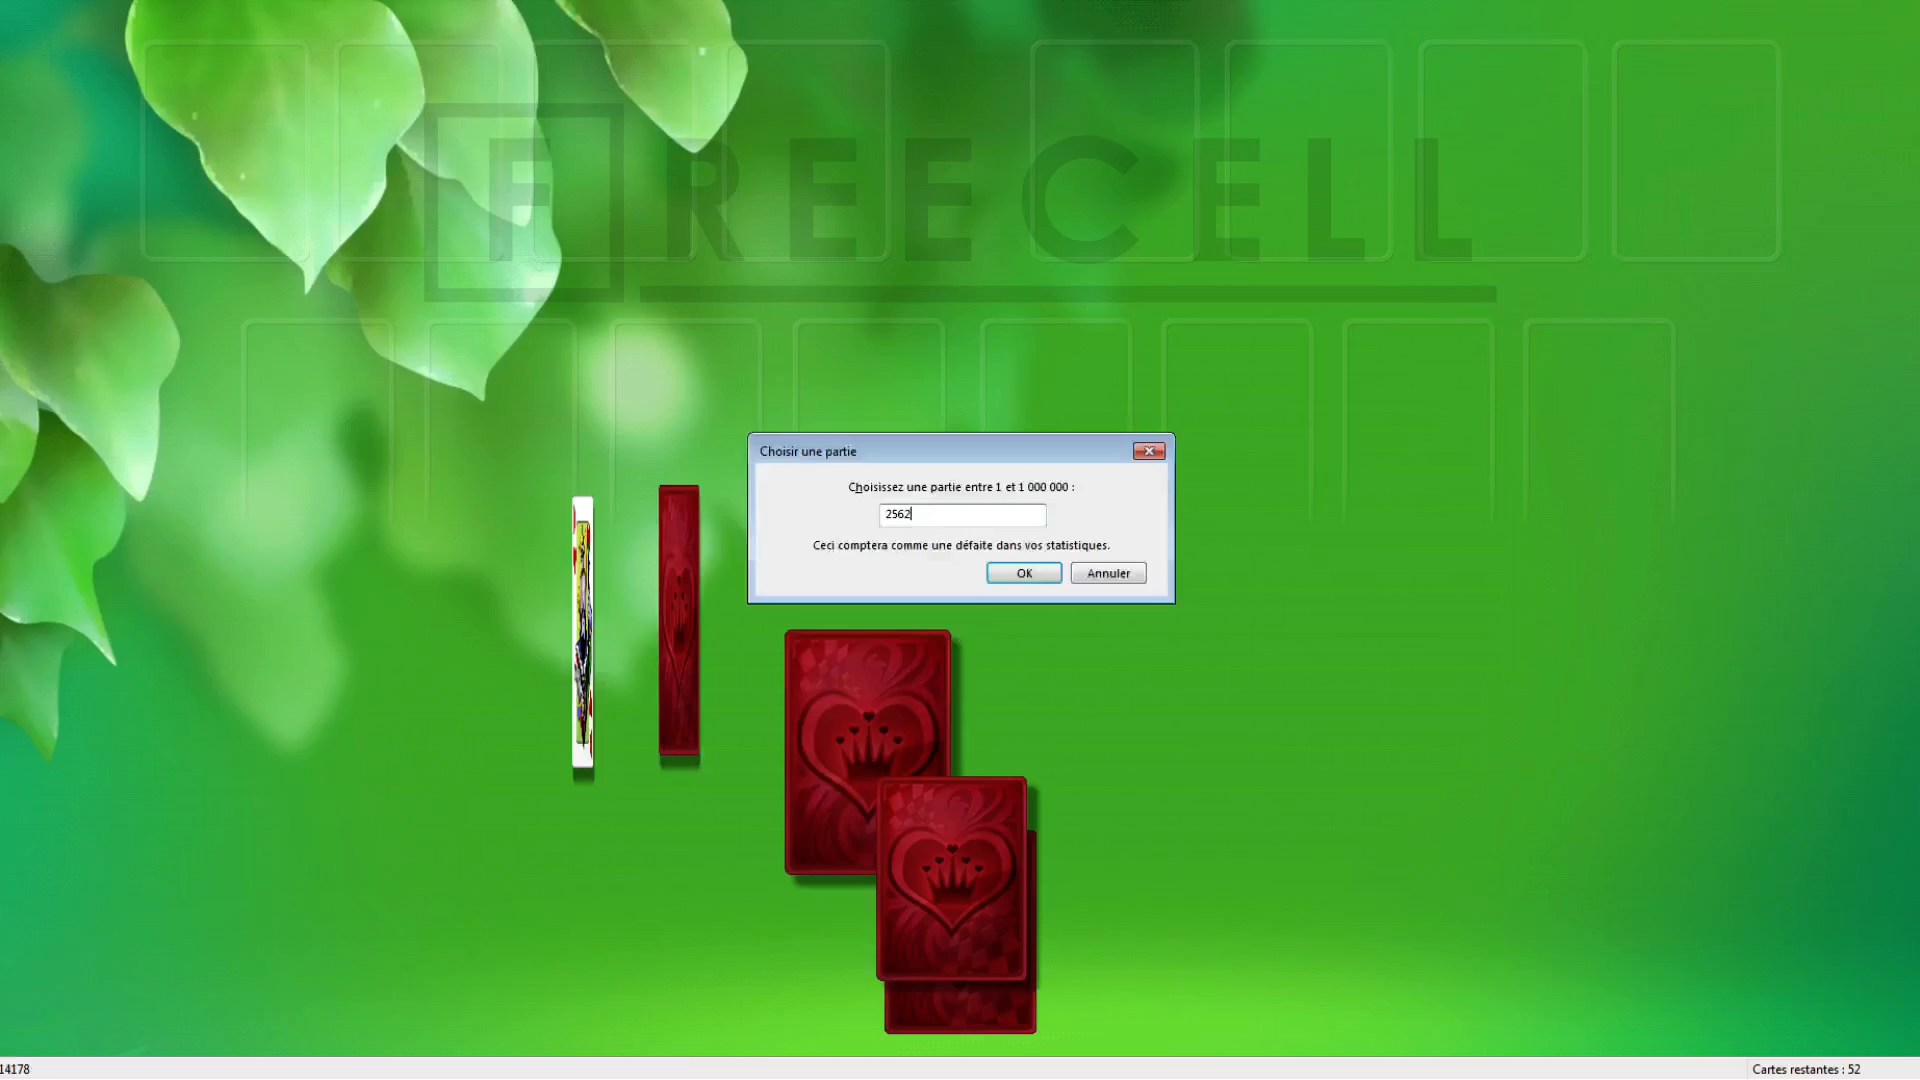 FREECELL
Choisir une partie
Choisissez une partie entre 1 et 1 000 000 :
2562
Ceci comptera comme une défaite dans vos statistiques.
OK Annuler
14178 Cartes restantes : 52